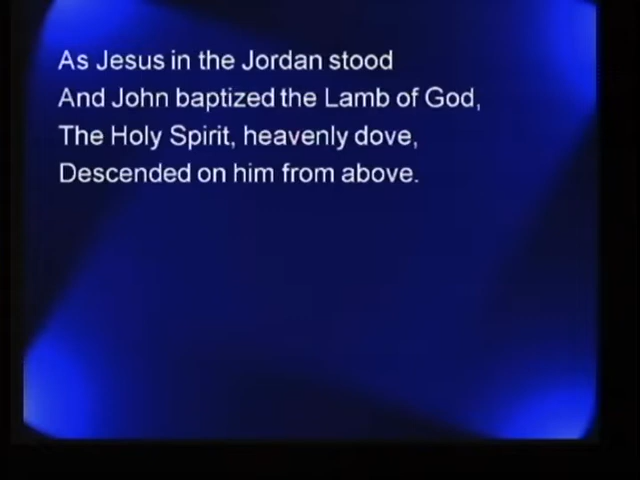 As Jesus in the Jordan stood
And John baptized the Lamb of God,
The Holy Spirit, heavenly dove,
Descended on him from above.